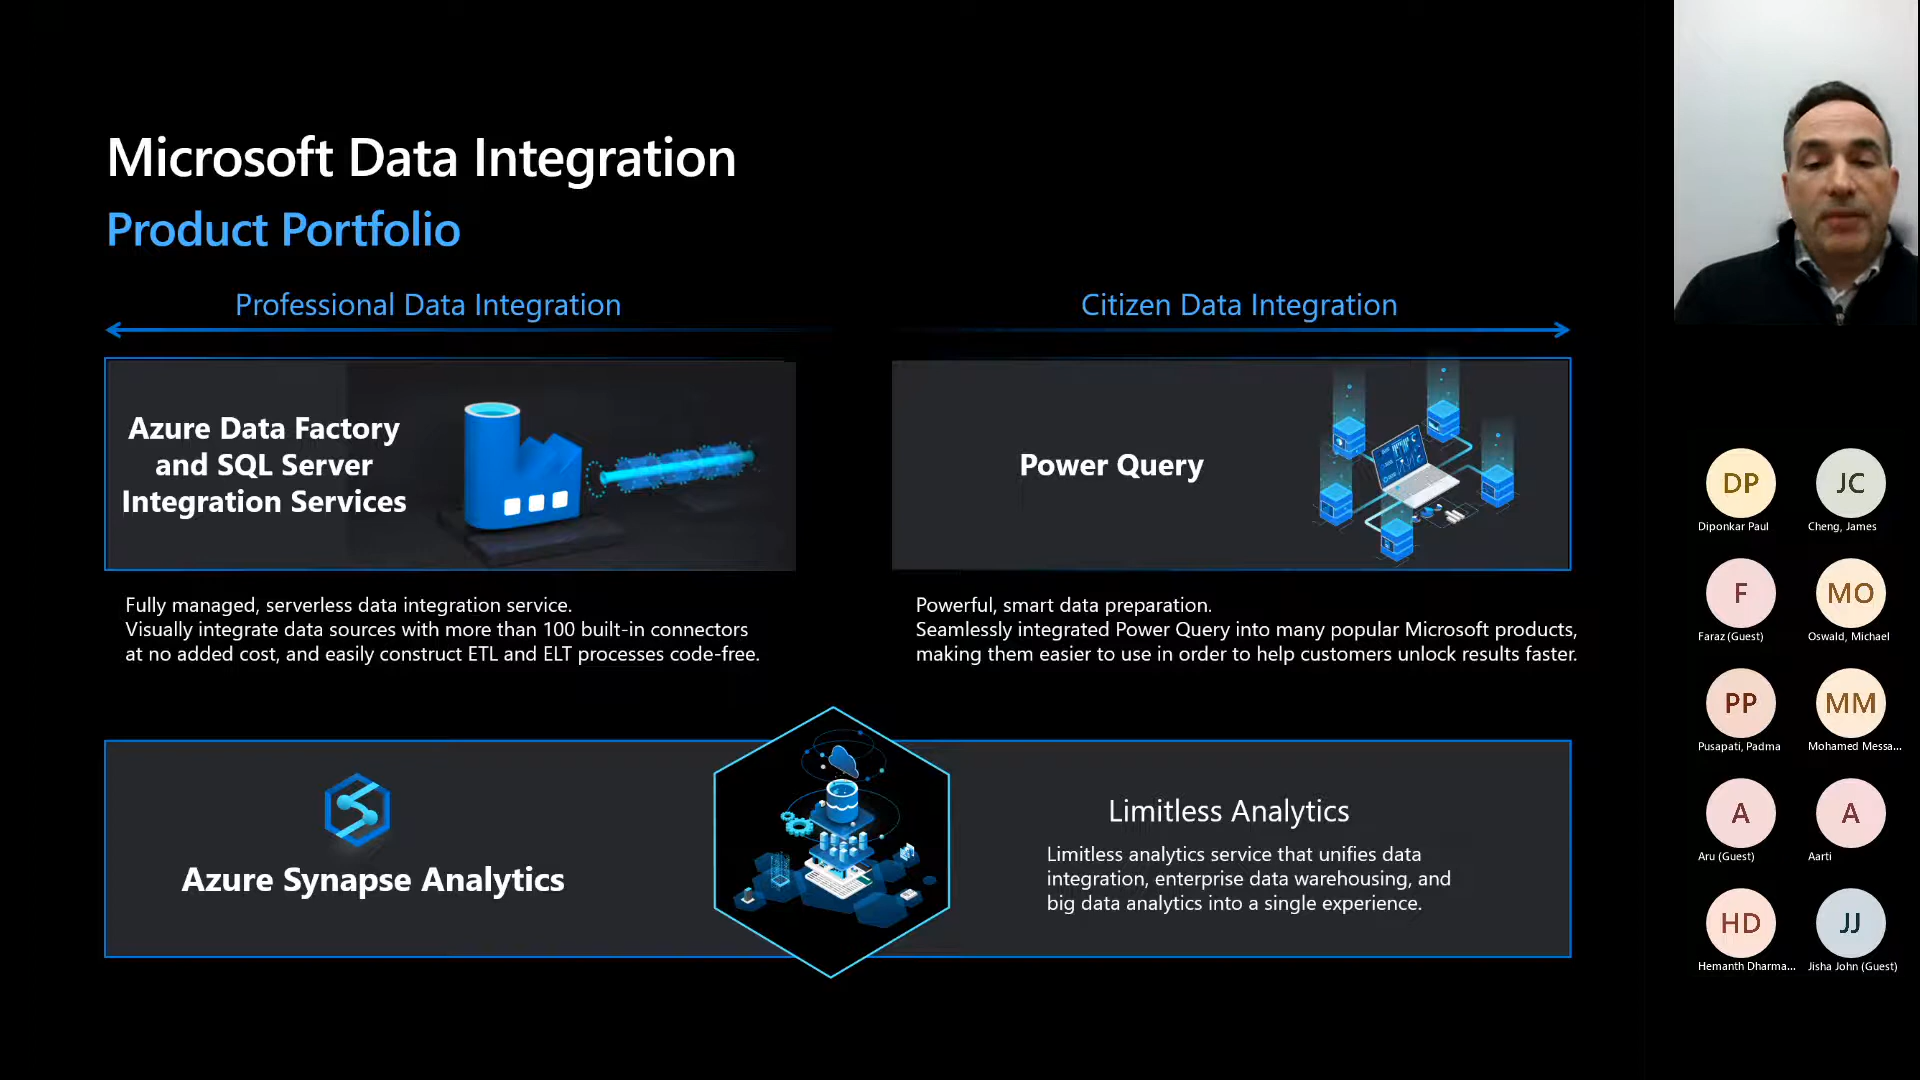 Microsoft Data Integration
Product Portfolio
Professional Data Integration
Citizen Data Integration
Azure Data Factory
and SQL Server
Integration Services
Power Query
Fully managed, serverless data integration service.
Visually integrate data sources with more than 100 built-in connectors
at no added cost, and easily construct ETL and ELT processes code-free.
Powerful, smart data preparation.
Seamlessly integrated Power Query into many popular Microsoft products,
making them easier to use in order to help customers unlock results faster.
Azure Synapse Analytics
Limitless Analytics
Limitless analytics service that unifies data
integration, enterprise data warehousing, and
big data analytics into a single experience.
DP
Diponkar Paul
JC
Cheng, James
F
Faraz (Guest)
MO
Oswald, Michael
PP
Pusapati, Padma
MM
Mohamed Messa...
A
Aru (Guest)
A
Aarti
HD
Hemanth Dharma...
JJ
Jisha John (Guest)